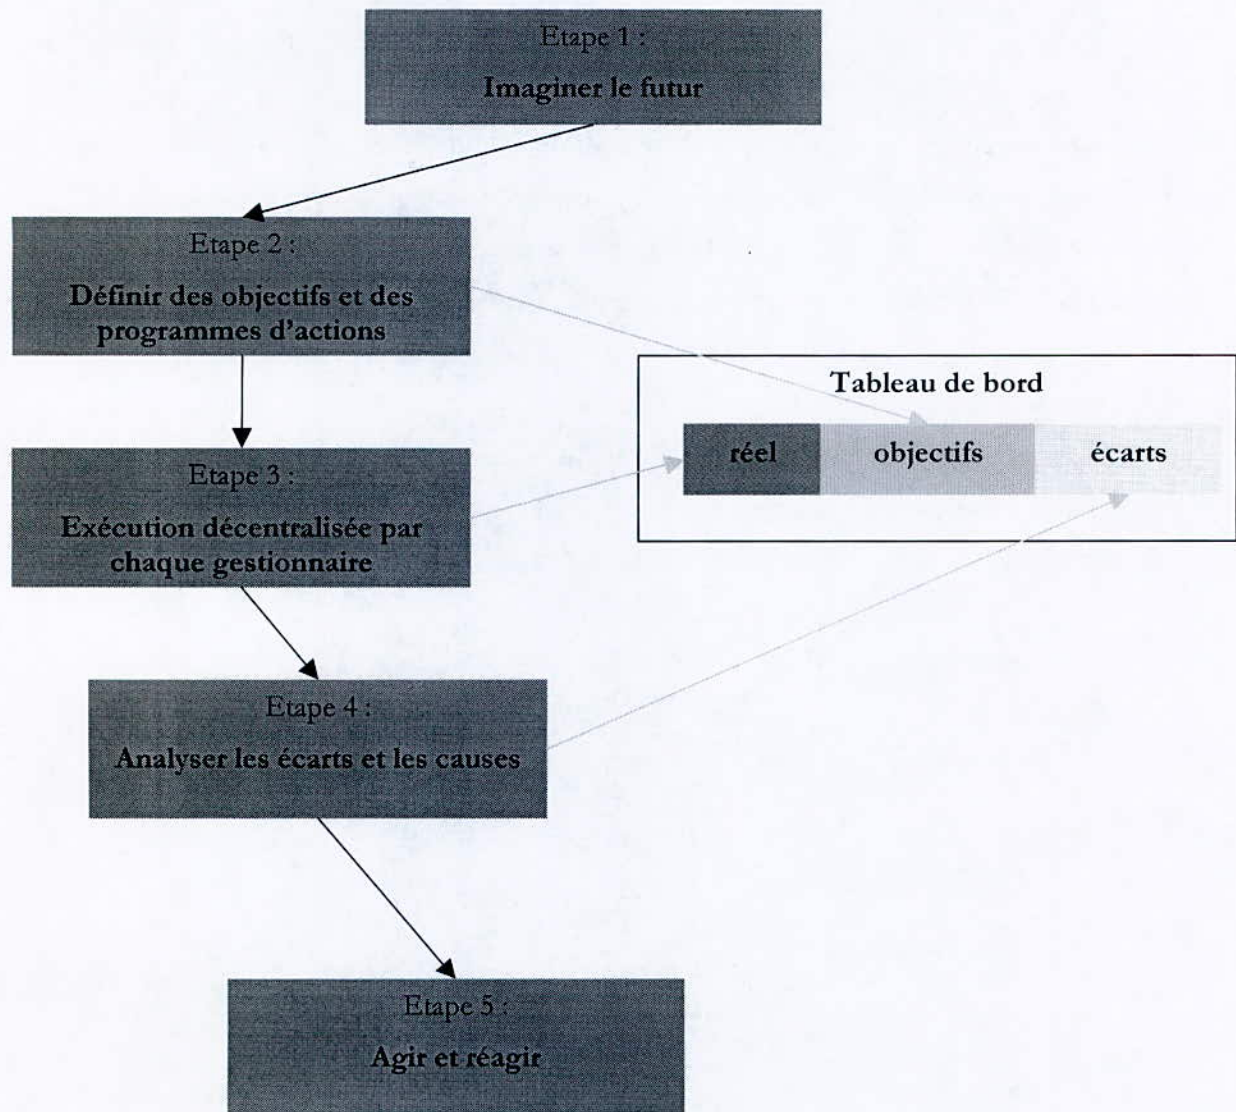 Etape 1 :
Imaginer le futur
Etape 2 :
Définir des objectifs et des
programmes d'actions
Tableau de bord
réel
objectifs
écarts
Etape 3 :
Exécution décentralisée par
chaque gestionnaire
Etape 4 :
Analyser les écarts et les causes
Etape 5 :
Agir et réagir